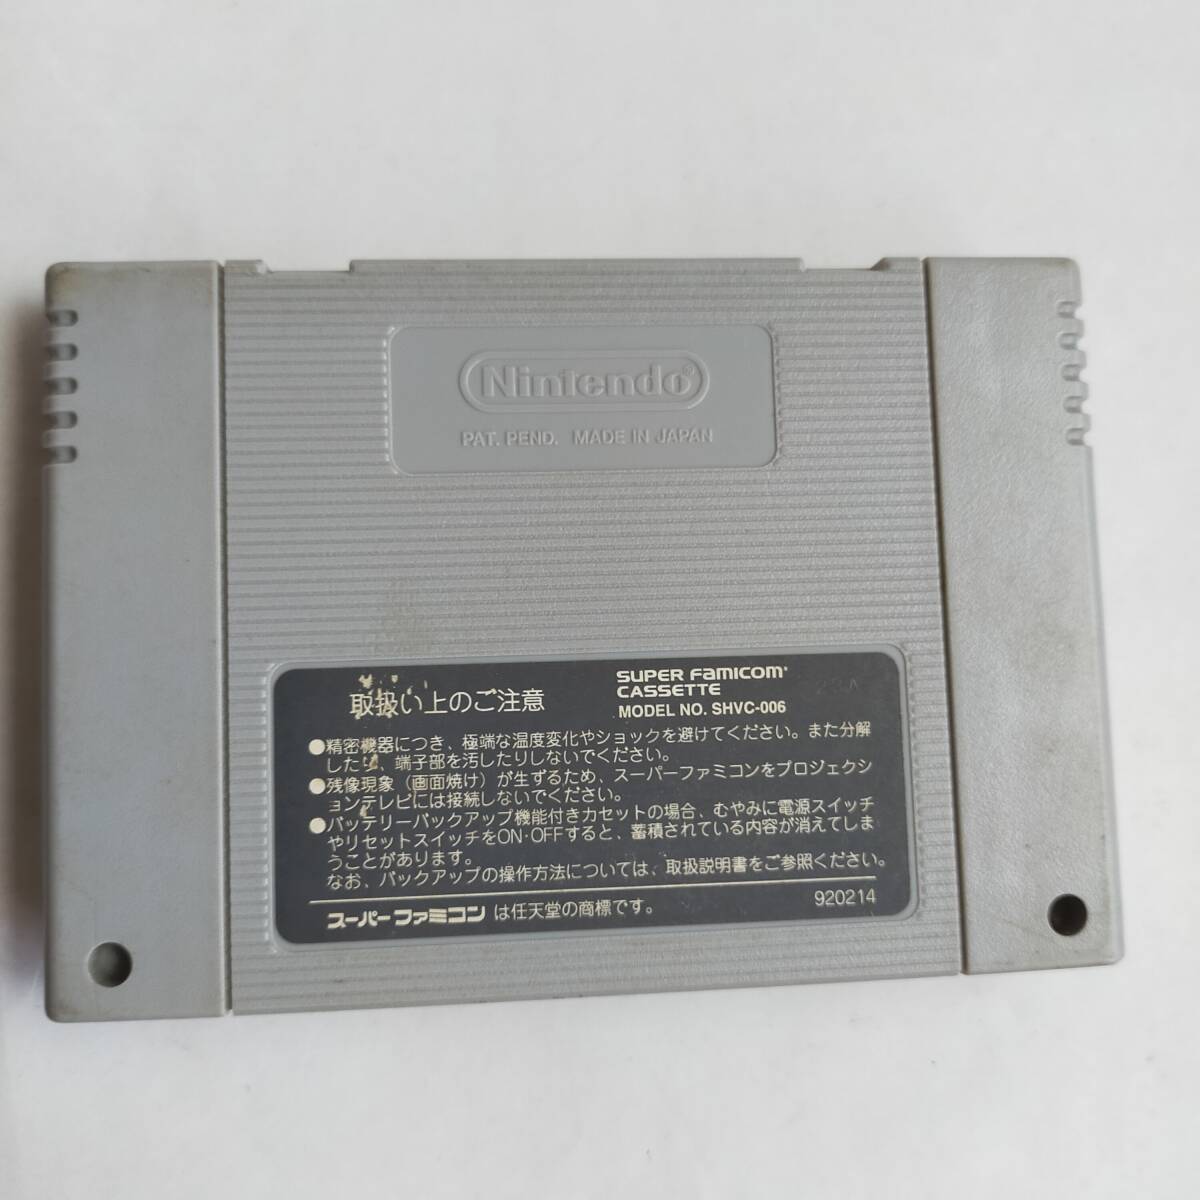 Nintendo®
PAT. PEND. MADE IN JAPAN
取扱い上のご注意
SUPER FAMICOM
CASSETTE
MODEL NO. SHVC-006
●精密機器につき、極端な温度変化やショックを避けてください。また分解
したり、端子部を汚したりしないでください。
●残像現象（画面焼け）が生ずるため、スーパーファミコンをプロジェクシ
ョンテレビには接続しないでください。
●バッテリーバックアップ機能付きカセットの場合、むやみに電源スイッチ
やリセットスイッチをON・OFFすると、蓄積されている内容が消えてしま
うことがあります。
なお、バックアップの操作方法については、取扱説明書をご参照ください。
スーパーファミコン は任天堂の商標です。
920214